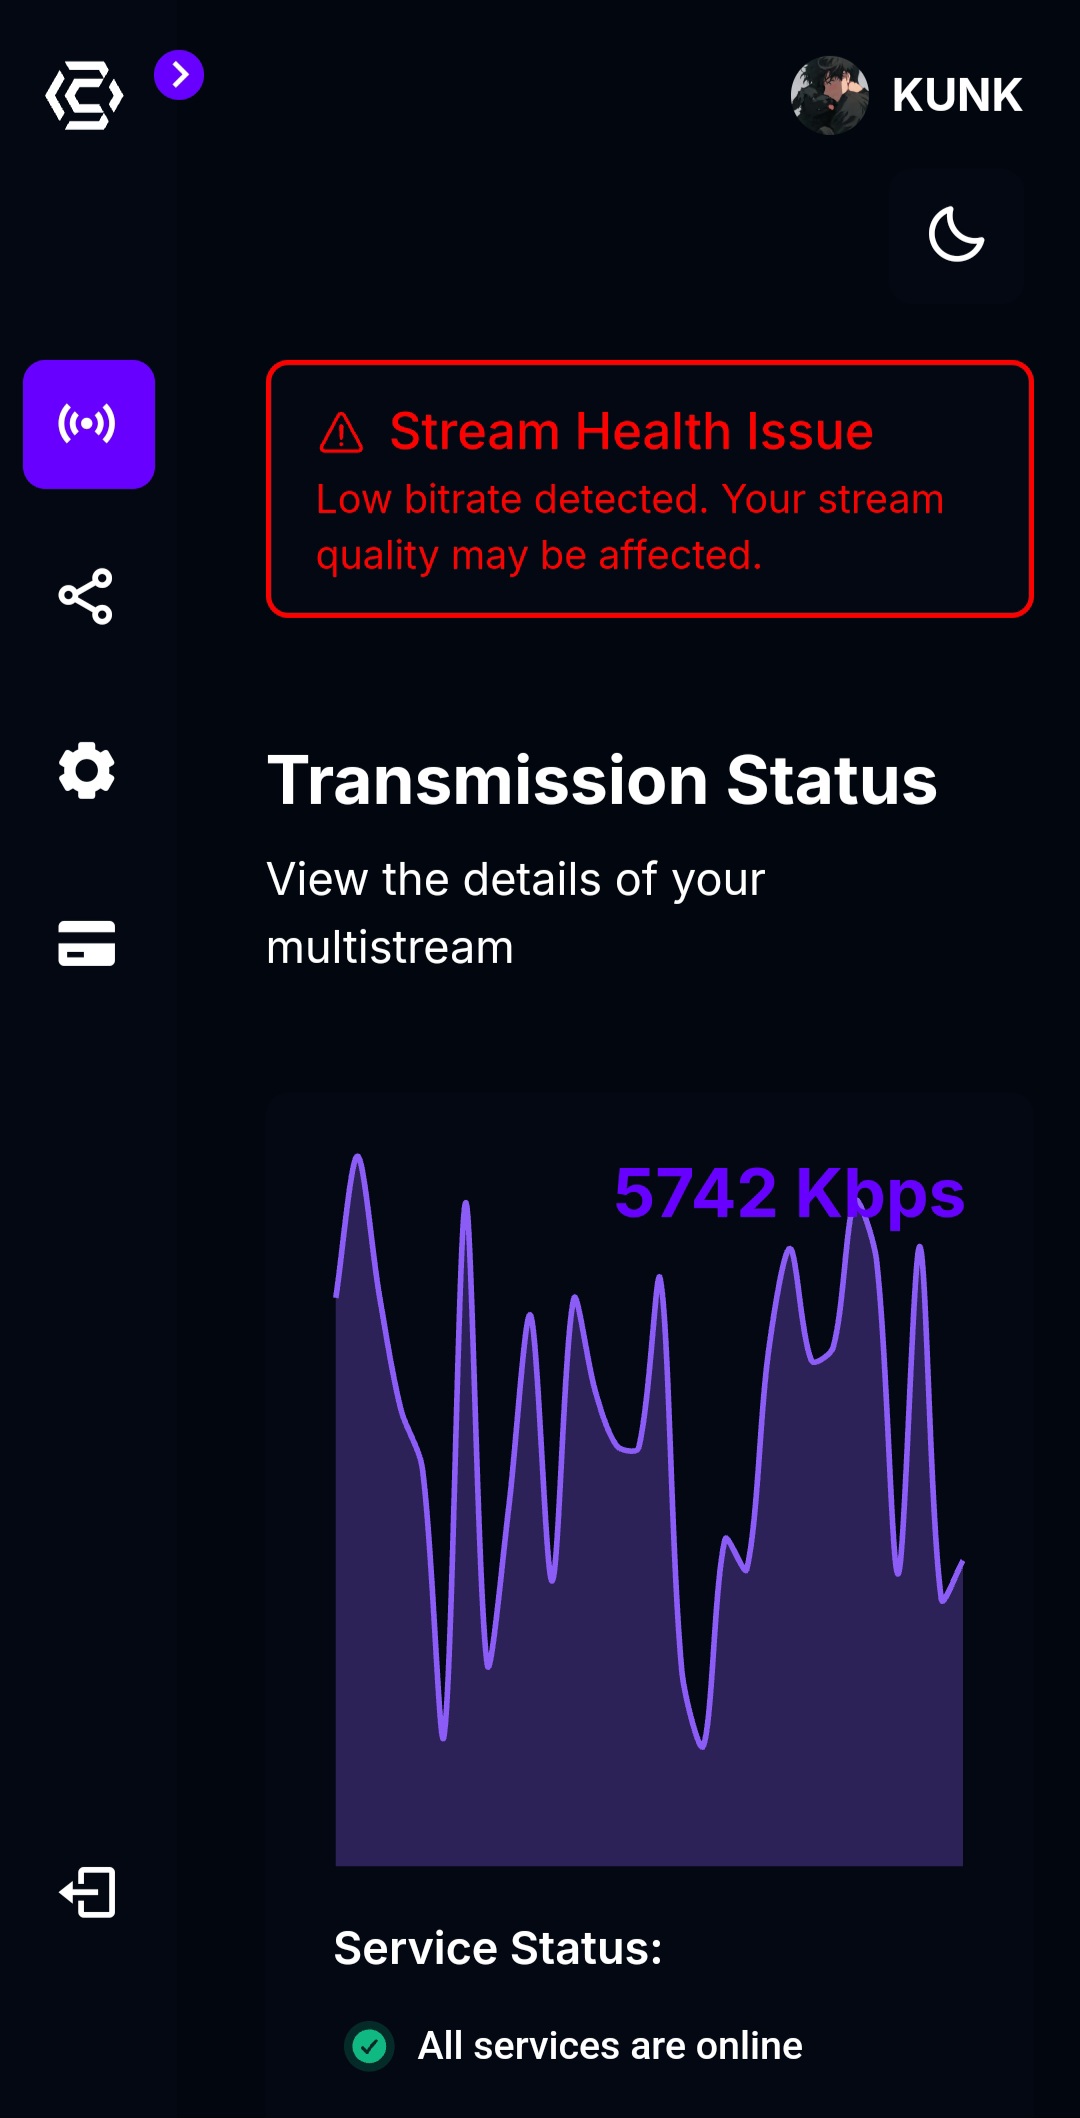 KUNK
Stream Health Issue
Low bitrate detected. Your stream
quality may be affected.
Transmission Status
View the details of your
multistream
5742 Kbps
Service Status:
All services are online